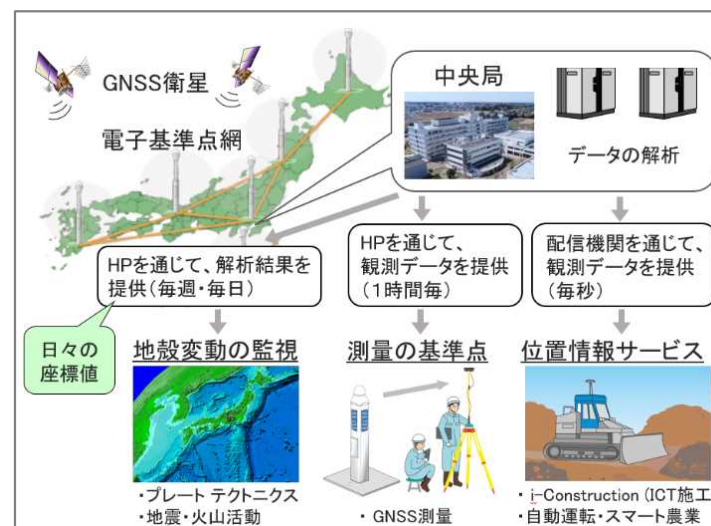 GNSS衛星
電子基準点網
中央局
データの解析
HPを通じて、解析結果を
提供(毎週・毎日)
HPを通じて、
観測データを提供
(1時間毎)
配信機関を通じて、
観測データを提供
(毎秒)
日々の
座標値
地殻変動の監視
・プレート テクトニクス
・地震・火山活動
測量の基準点
・GNSS測量
位置情報サービス
・i-Construction (ICT施工
・自動運転・スマート農業